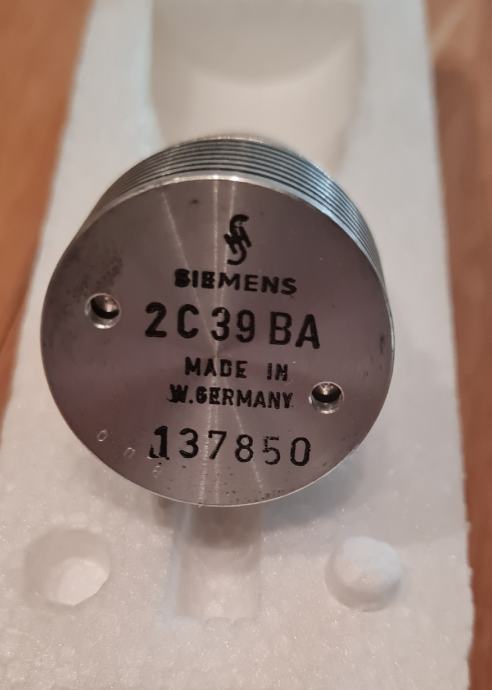 SIEMENS
2C39BA
MADE IN
W.GERMANY
137850